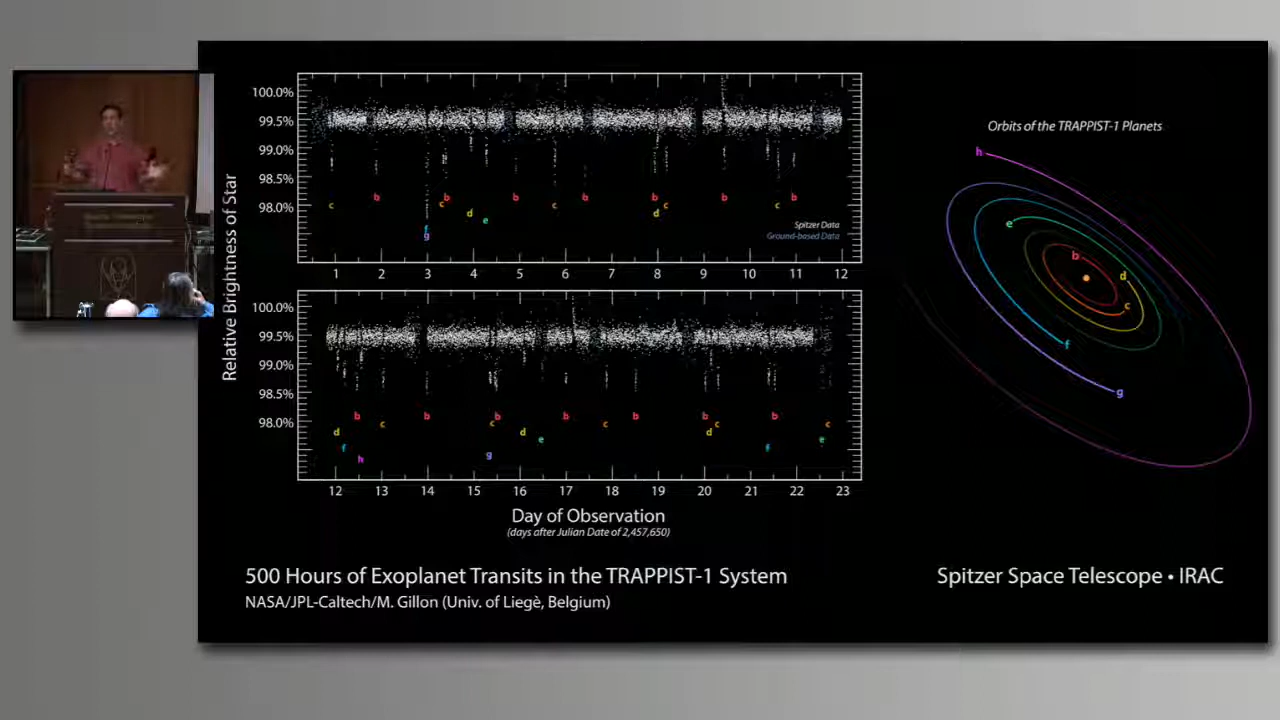 Relative Brightness of Star
100.0%
99.5%
99.0%
98.5%
98.0%
c b f g c b d e b c b b d c b c b
Spitzer Data
Ground-based Data
1 2 3 4 5 6 7 8 9 10 11 12
100.0%
99.5%
99.0%
98.5%
98.0%
d f b h c b c b g d e b c b b d c f b e c
12 13 14 15 16 17 18 19 20 21 22 23
Day of Observation
(days after Julian Date of 2,457,650)
Orbits of the TRAPPIST-1 Planets
h
e
b
d
c
f
g
500 Hours of Exoplanet Transits in the TRAPPIST-1 System
NASA/JPL-Caltech/M. Gillon (Univ. of Liegè, Belgium)
Spitzer Space Telescope • IRAC